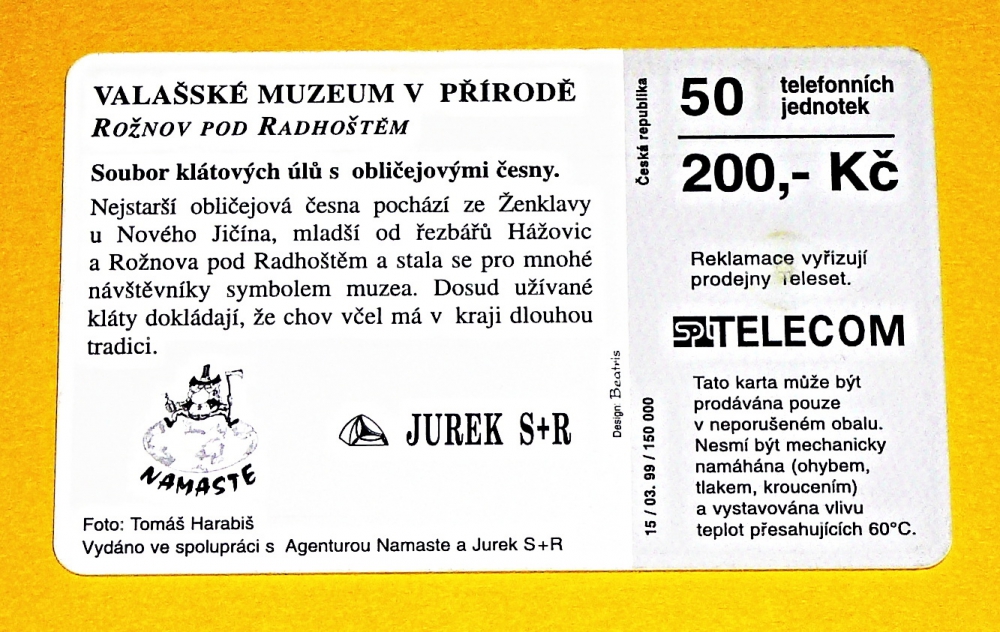 VALAŠSKÉ MUZEUM V PŘÍRODĚ
ROŽNOV POD RADHOŠTĚM
Soubor klátových úlů s obličejovými česny.
Nejstarší obličejová česna pochází ze Ženklavy
u Nového Jičína, mladší od řezbářů Hážovic
a Rožnova pod Radhoštěm a stala se pro mnohé
návštěvníky symbolem muzea. Dosud užívané
kláty dokládají, že chov včel má v kraji dlouhou
tradici.
NAMASTE
JUREK S+R
Foto: Tomáš Harabiš
Vydáno ve spolupráci s Agenturou Namaste a Jurek S+R
Design Beatris
Česká republika
15 / 03. 99 / 150 000
50 telefonních
jednotek
200,- Kč
Reklamace vyřizují
prodejny Teleset.
SPT TELECOM
Tato karta může být
prodávána pouze
v neporušeném obalu.
Nesmí být mechanicky
namáhána (ohybem,
tlakem, kroucením)
a vystavována vlivu
teplot přesahujících 60°C.